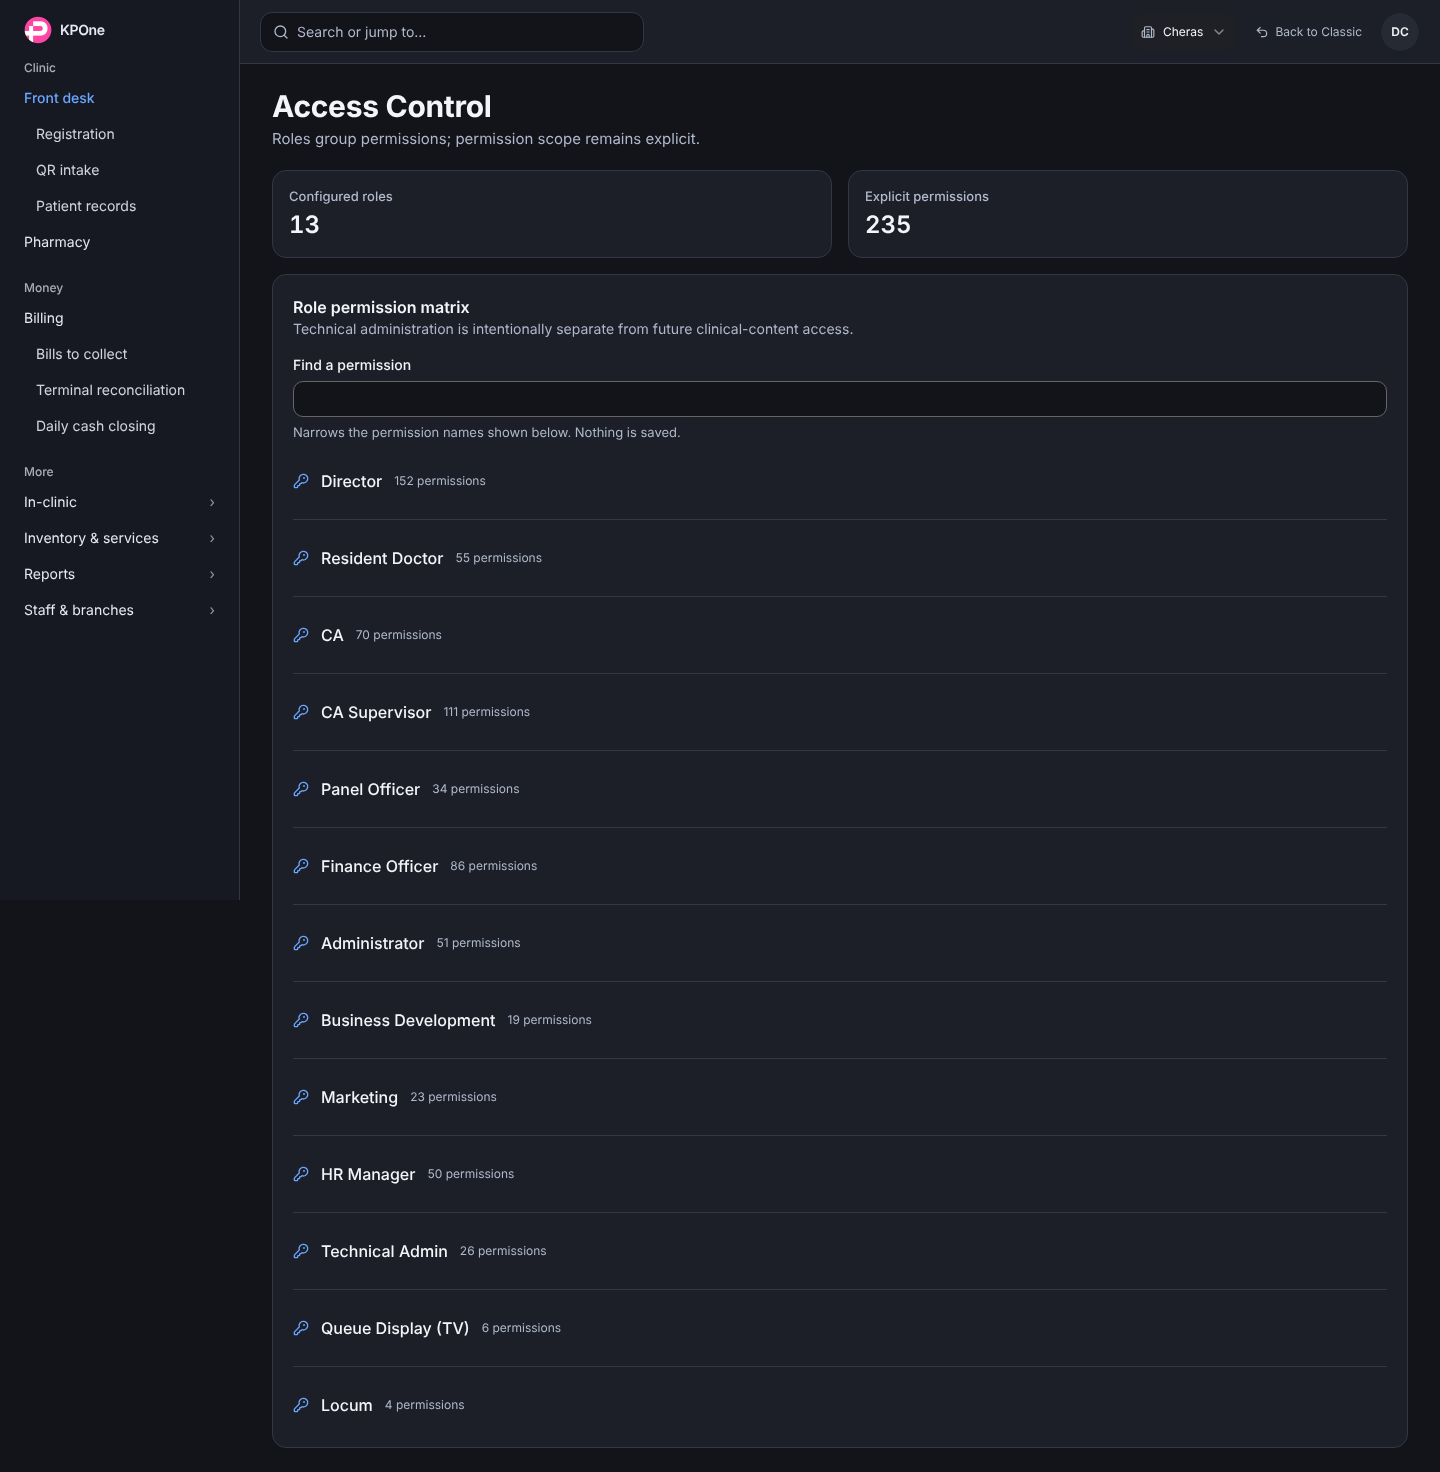 KPOne
Clinic
Front desk
Registration
QR intake
Patient records
Pharmacy
Money
Billing
Bills to collect
Terminal reconciliation
Daily cash closing
More
In-clinic
Inventory & services
Reports
Staff & branches
Search or jump to...
Cheras
Back to Classic
DC
Access Control
Roles group permissions; permission scope remains explicit.
Configured roles
13
Explicit permissions
235
Role permission matrix
Technical administration is intentionally separate from future clinical-content access.
Find a permission
Narrows the permission names shown below. Nothing is saved.
Director 152 permissions
Resident Doctor 55 permissions
CA 70 permissions
CA Supervisor 111 permissions
Panel Officer 34 permissions
Finance Officer 86 permissions
Administrator 51 permissions
Business Development 19 permissions
Marketing 23 permissions
HR Manager 50 permissions
Technical Admin 26 permissions
Queue Display (TV) 6 permissions
Locum 4 permissions